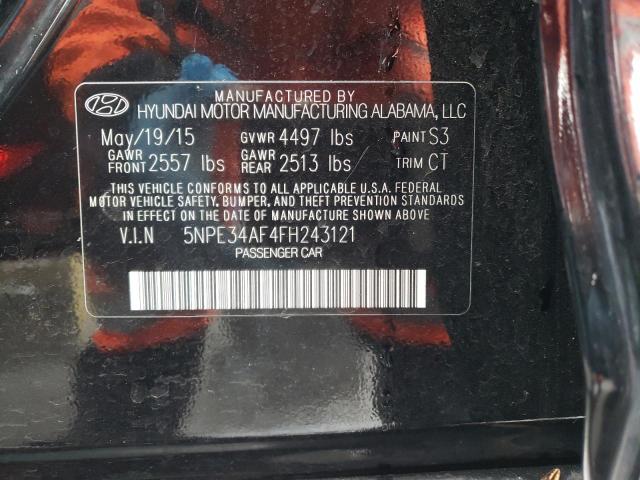 MANUFACTURED BY
HYUNDAI MOTOR MANUFACTURING ALABAMA, LLC
May/19/15 GVWR 4497 lbs PAINT S3
GAWR FRONT 2557 lbs GAWR REAR 2513 lbs TRIM CT
THIS VEHICLE CONFORMS TO ALL APPLICABLE U.S.A. FEDERAL
MOTOR VEHICLE SAFETY, BUMPER, AND THEFT PREVENTION STANDARDS
IN EFFECT ON THE DATE OF MANUFACTURE SHOWN ABOVE
V.I.N 5NPE34AF4FH243121
PASSENGER CAR